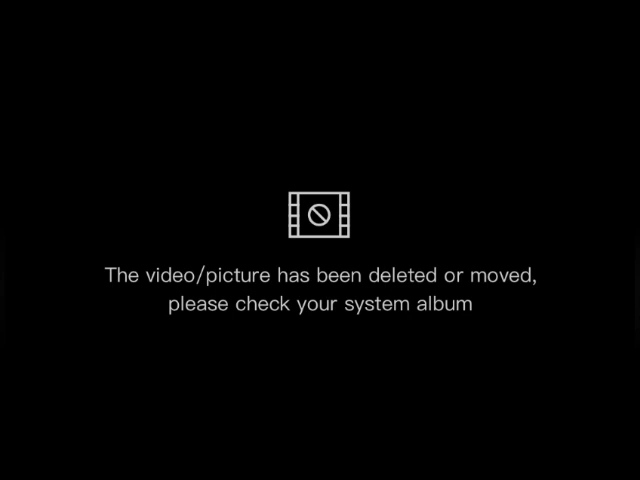 The video/picture has been deleted or moved,
please check your system album